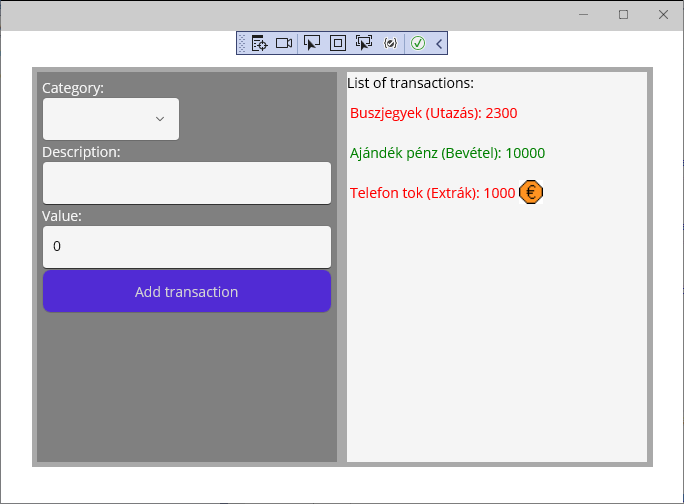 Category:
Description:
Value:
0
Add transaction
List of transactions:
Buszjegyek (Utazás): 2300
Ajándék pénz (Bevétel): 10000
Telefon tok (Extrák): 1000 €